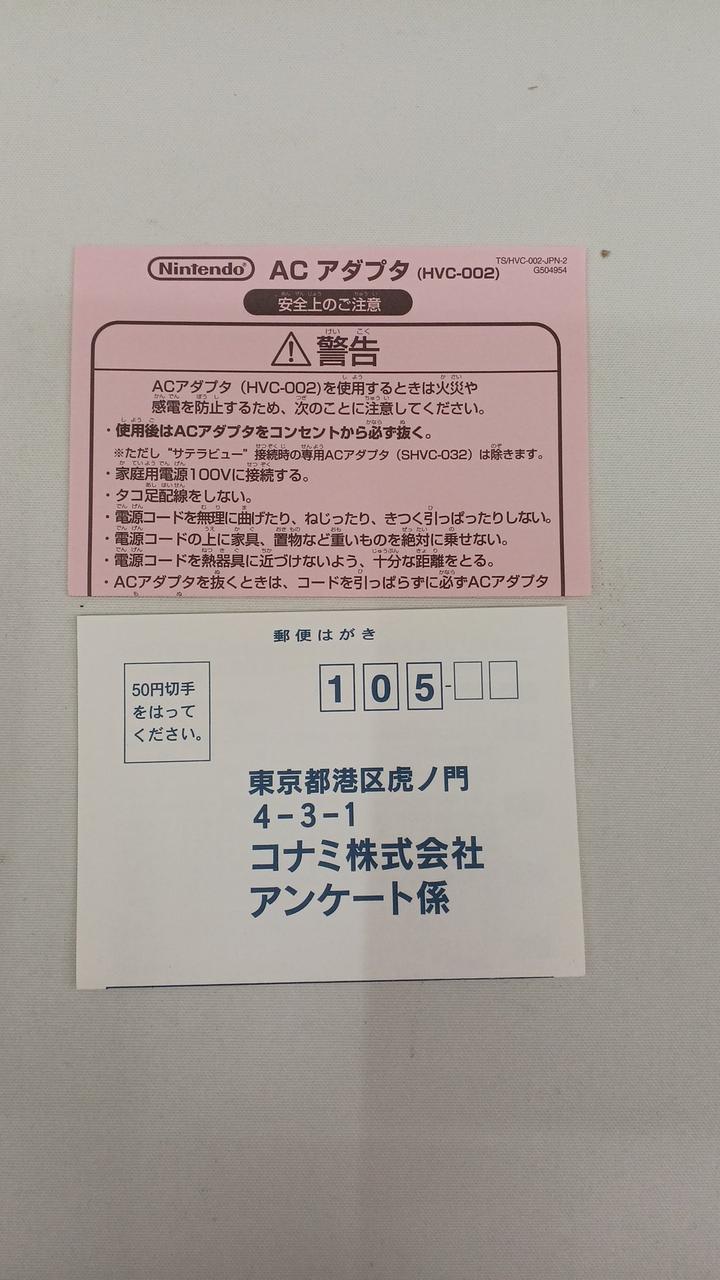 Nintendo® AC アダプタ (HVC-002)
TS/HVC-002-JPN-2
G504954
安全上のご注意
警告
ACアダプタ（HVC-002)を使用するときは火災や
感電を防止するため、次のことに注意してください。
・使用後はACアダプタをコンセントから必ず抜く。
※ただし “サテラビュー” 接続時の専用ACアダプタ（SHVC-032）は除きます。
・家庭用電源100Vに接続する。
・タコ足配線をしない。
・電源コードを無理に曲げたり、ねじったり、きつく引っぱったりしない。
・電源コードの上に家具、置物など重いものを絶対に乗せない。
・電源コードを熱器具に近づけないよう、十分な距離をとる。
・ACアダプタを抜くときは、コードを引っぱらずに必ずACアダプタ
郵便はがき
50円切手
をはって
ください。
105-
東京都港区虎ノ門
4－3－1
コナミ株式会社
アンケート係